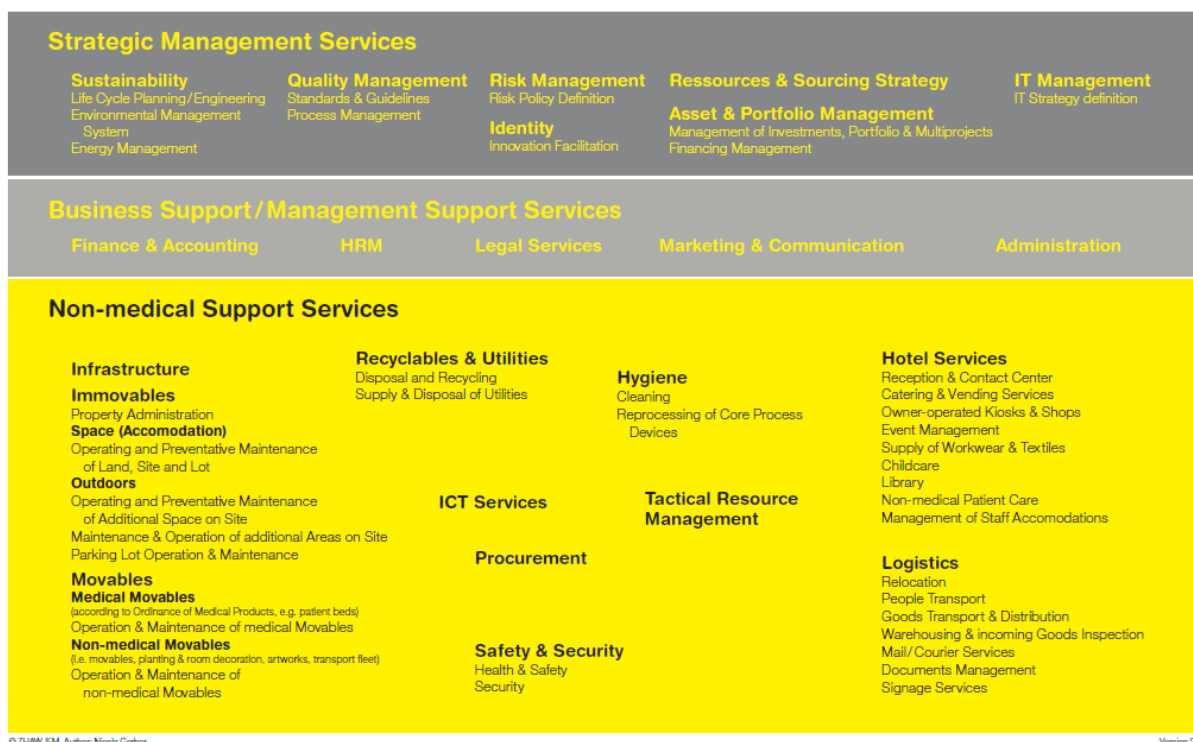 Strategic Management Services
Sustainability
Life Cycle Planning/Engineering
Environmental Management
System
Energy Management
Quality Management
Standards & Guidelines
Process Management
Risk Management
Risk Policy Definition
Identity
Innovation Facilitation
Ressources & Sourcing Strategy
Asset & Portfolio Management
Management of Investments, Portfolio & Multiprojects
Financing Management
IT Management
IT Strategy definition
Business Support/Management Support Services
Finance & Accounting
HRM
Legal Services
Marketing & Communication
Administration
Non-medical Support Services
Infrastructure
Immovables
Property Administration
Space (Accomodation)
Operating and Preventative Maintenance
of Land, Site and Lot
Outdoors
Operating and Preventative Maintenance
of Additional Space on Site
Maintenance & Operation of additional Areas on Site
Parking Lot Operation & Maintenance
Movables
Medical Movables
(according to Ordinance of Medical Products, e.g. patient beds)
Operation & Maintenance of medical Movables
Non-medical Movables
(i.e. movables, planting & room decoration, artworks, transport fleet)
Operation & Maintenance of
non-medical Movables
Recyclables & Utilities
Disposal and Recycling
Supply & Disposal of Utilities
ICT Services
Procurement
Safety & Security
Health & Safety
Security
Hygiene
Cleaning
Reprocessing of Core Process
Devices
Tactical Resource
Management
Hotel Services
Reception & Contact Center
Catering & Vending Services
Owner-operated Kiosks & Shops
Event Management
Supply of Workwear & Textiles
Childcare
Library
Non-medical Patient Care
Management of Staff Accomodations
Logistics
Relocation
People Transport
Goods Transport & Distribution
Warehousing & incoming Goods Inspection
Mail/Courier Services
Documents Management
Signage Services